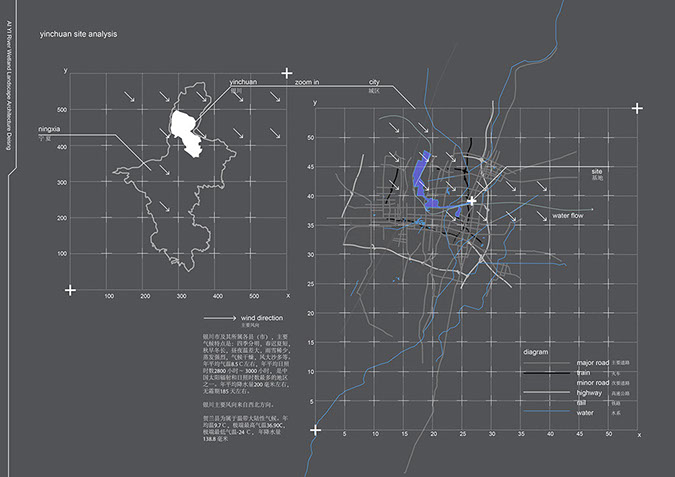 Ai Yi River Wetland Landscape Architecture Desing
yinchuan site analysis
yinchuan
银川
zoom in
city
城区
y
500
600
400
300
200
100
ningxia
宁夏
100
200
300
400
500
x
y
50
45
40
35
30
25
20
15
10
5
5
10
15
20
25
30
35
40
45
50
x
site
基地
water flow
wind direction
主要风向
银川市及其所属各县（市），主要
气候特点是：四季分明，春迟夏短，
秋早冬长，昼夜温差大，雨雪稀少，
蒸发强烈，气候干燥，风大沙多等。
年平均气温8.5℃左右，年平均日照
时数2800 小时～ 3000 小时，是中
国太阳辐射和日照时数最多的地区
之一。年平均降水量200 毫米左右，
无霜期185 天左右。
银川主要风向来自西北方向。
贺兰县为属于温带大陆性气候。年
均温9.7℃，极端最高气温36.90C,
极端最低气温-24℃，年降水量
138.8 毫米
diagram
major road 主要道路
train 火车
minor road 次要道路
highway 高速公路
rail 铁路
water 水系